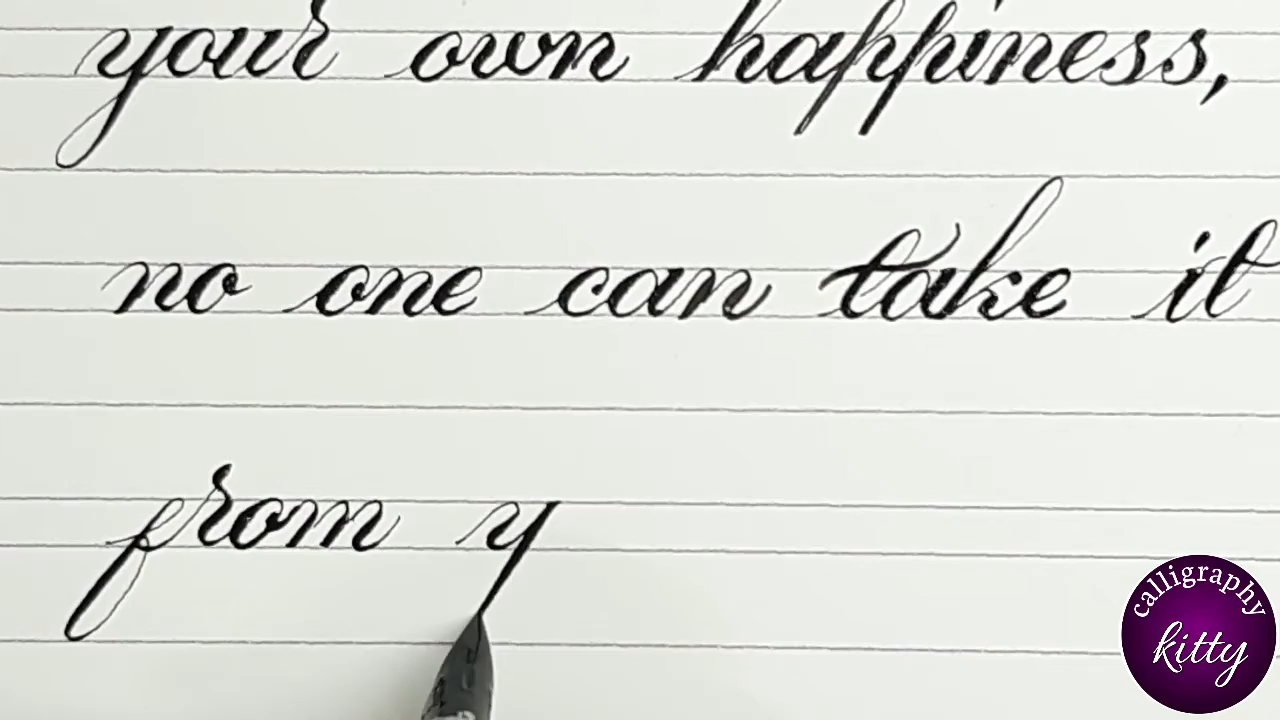 your own happiness,
no one can take it
from y
calligraphy
kitty